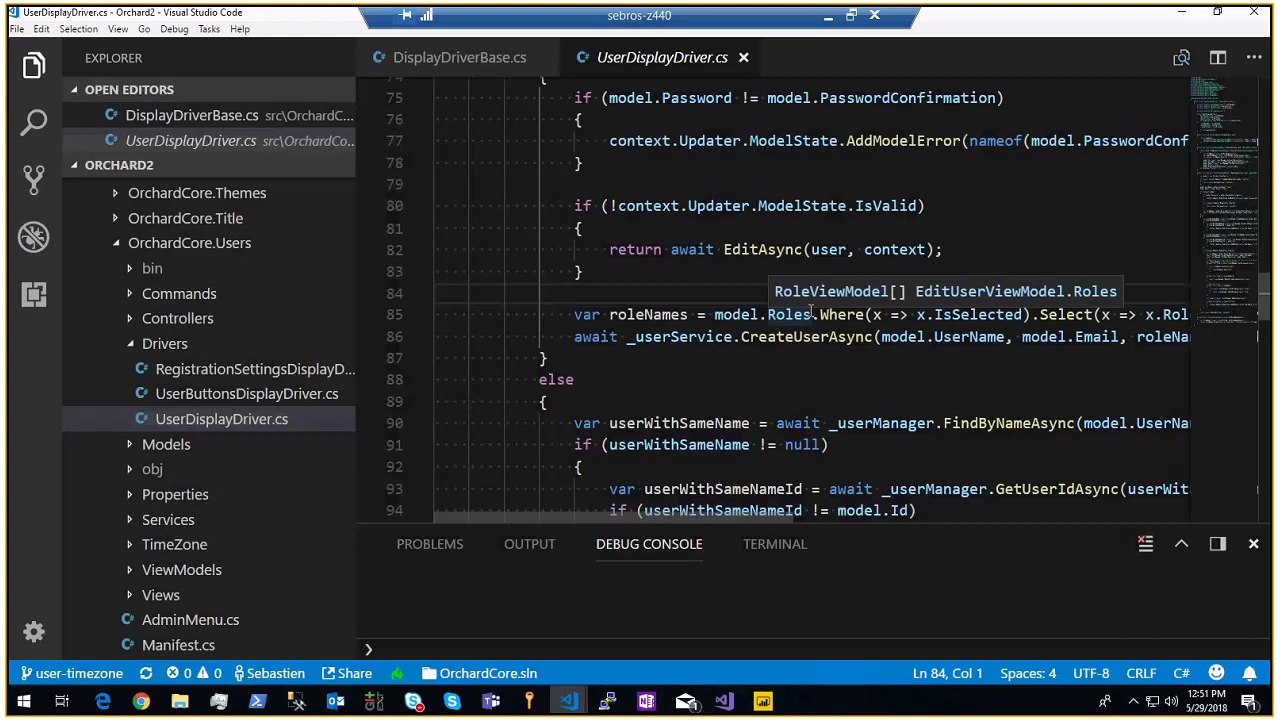 UserDisplayDriver.cs - Orchard2 - Visual Studio Code
sebros-z440
File Edit Selection View Go Debug Tasks Help
EXPLORER
OPEN EDITORS
DisplayDriverBase.cs src\OrchardC...
UserDisplayDriver.cs src\OrchardCo...
ORCHARD2
OrchardCore.Themes
OrchardCore.Title
OrchardCore.Users
bin
Commands
Controllers
Drivers
RegistrationSettingsDisplayD...
UserButtonsDisplayDriver.cs
UserDisplayDriver.cs
Models
obj
Properties
Services
TimeZone
ViewModels
Views
AdminMenu.cs
Manifest.cs
DisplayDriverBase.cs
UserDisplayDriver.cs
74 {
75 if (model.Password != model.PasswordConfirmation)
76 {
77 context.Updater.ModelState.AddModelError(nameof(model.PasswordConf
78 }
79
80 if (!context.Updater.ModelState.IsValid)
81 {
82 return await EditAsync(user, context);
83 }
84
RoleViewModel[] EditUserViewModel.Roles
85 var roleNames = model.Roles.Where(x => x.IsSelected).Select(x => x.Rol
86 await _userService.CreateUserAsync(model.UserName, model.Email, roleNa
87 }
88 else
89 {
90 var userWithSameName = await _userManager.FindByNameAsync(model.UserNa
91 if (userWithSameName != null)
92 {
93 var userWithSameNameId = await _userManager.GetUserIdAsync(userWit
94 if (userWithSameNameId != model.Id)
PROBLEMS OUTPUT DEBUG CONSOLE TERMINAL
user-timezone 0 0 Sebastien Share OrchardCore.sln Ln 84, Col 1 Spaces: 4 UTF-8 CRLF C#
12:51 PM
5/29/2018